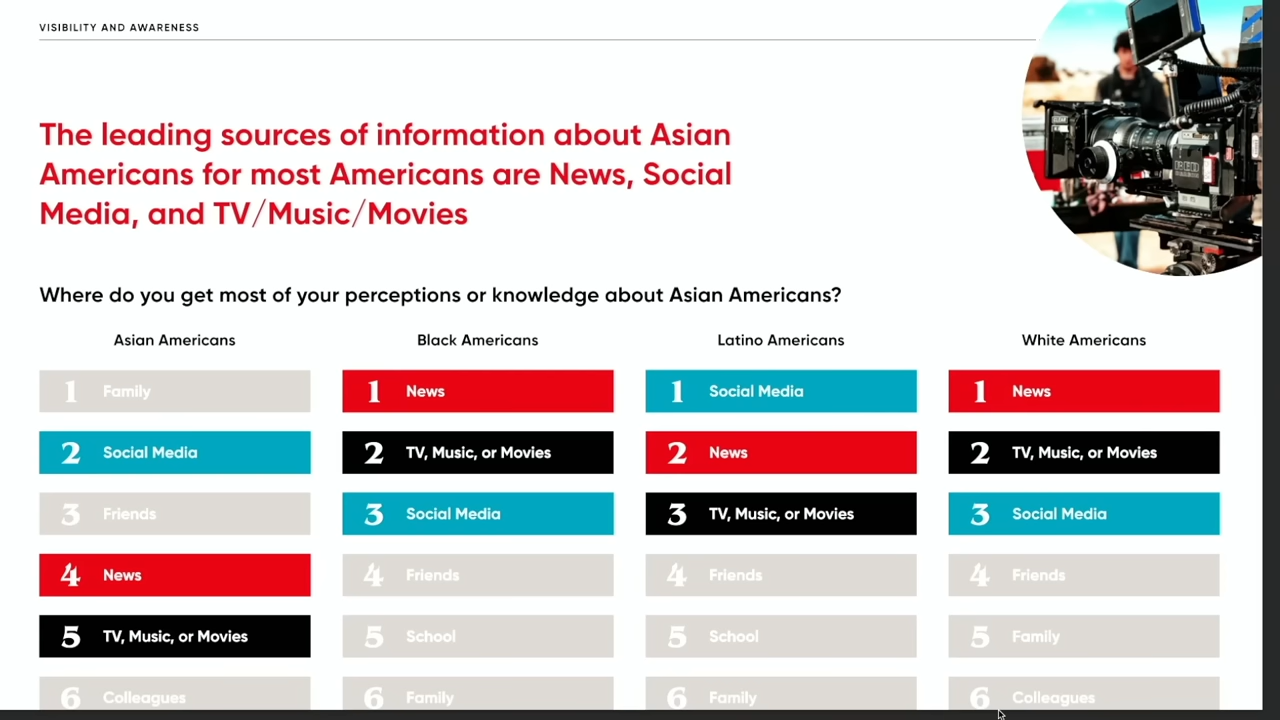 VISIBILITY AND AWARENESS
The leading sources of information about Asian
Americans for most Americans are News, Social
Media, and TV/Music/Movies
Where do you get most of your perceptions or knowledge about Asian Americans?
Asian Americans
1 Family
2 Social Media
3 Friends
4 News
5 TV, Music, or Movies
6 Colleagues
Black Americans
1 News
2 TV, Music, or Movies
3 Social Media
4 Friends
5 School
6 Family
Latino Americans
1 Social Media
2 News
3 TV, Music, or Movies
4 Friends
5 School
6 Family
White Americans
1 News
2 TV, Music, or Movies
3 Social Media
4 Friends
5 Family
6 Colleagues